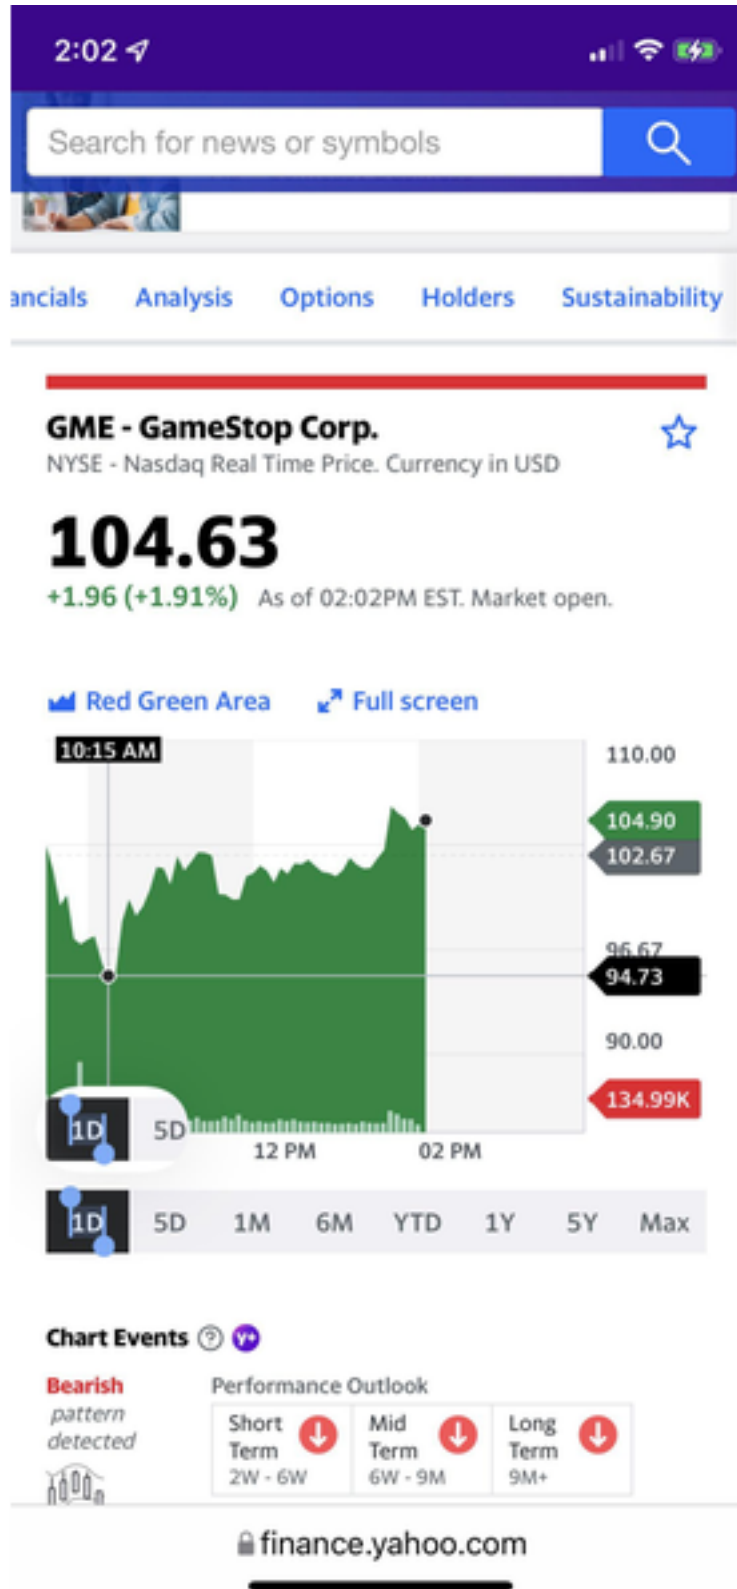 2:02
Search for news or symbols
ancials Analysis Options Holders Sustainability
GME - GameStop Corp.
NYSE - Nasdaq Real Time Price. Currency in USD
104.63
+1.96 (+1.91%) As of 02:02PM EST. Market open.
Red Green Area Full screen
10:15 AM
110.00
104.90
102.67
96.67
94.73
90.00
134.99K
1D 5D
12 PM 02 PM
1D 5D 1M 6M YTD 1Y 5Y Max
Chart Events ? y+
Bearish
pattern
detected
Performance Outlook
Short
Term
2W - 6W
Mid
Term
6W - 9M
Long
Term
9M+
finance.yahoo.com